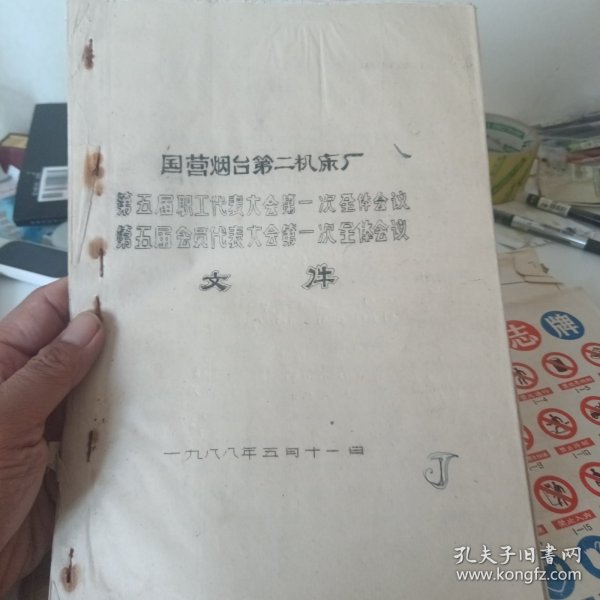 国营烟台第二机床厂
第五届职工代表大会第一次全体会议
第五届会员代表大会第一次全体会议
文 件
一九八八年五月十一日
J
志牌
孔夫子旧书网
www.kongfz.com